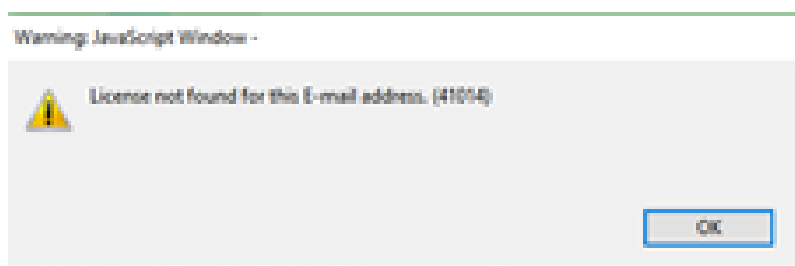 Warning: JavaScript Window -
License not found for this E-mail address. (41014)
OK